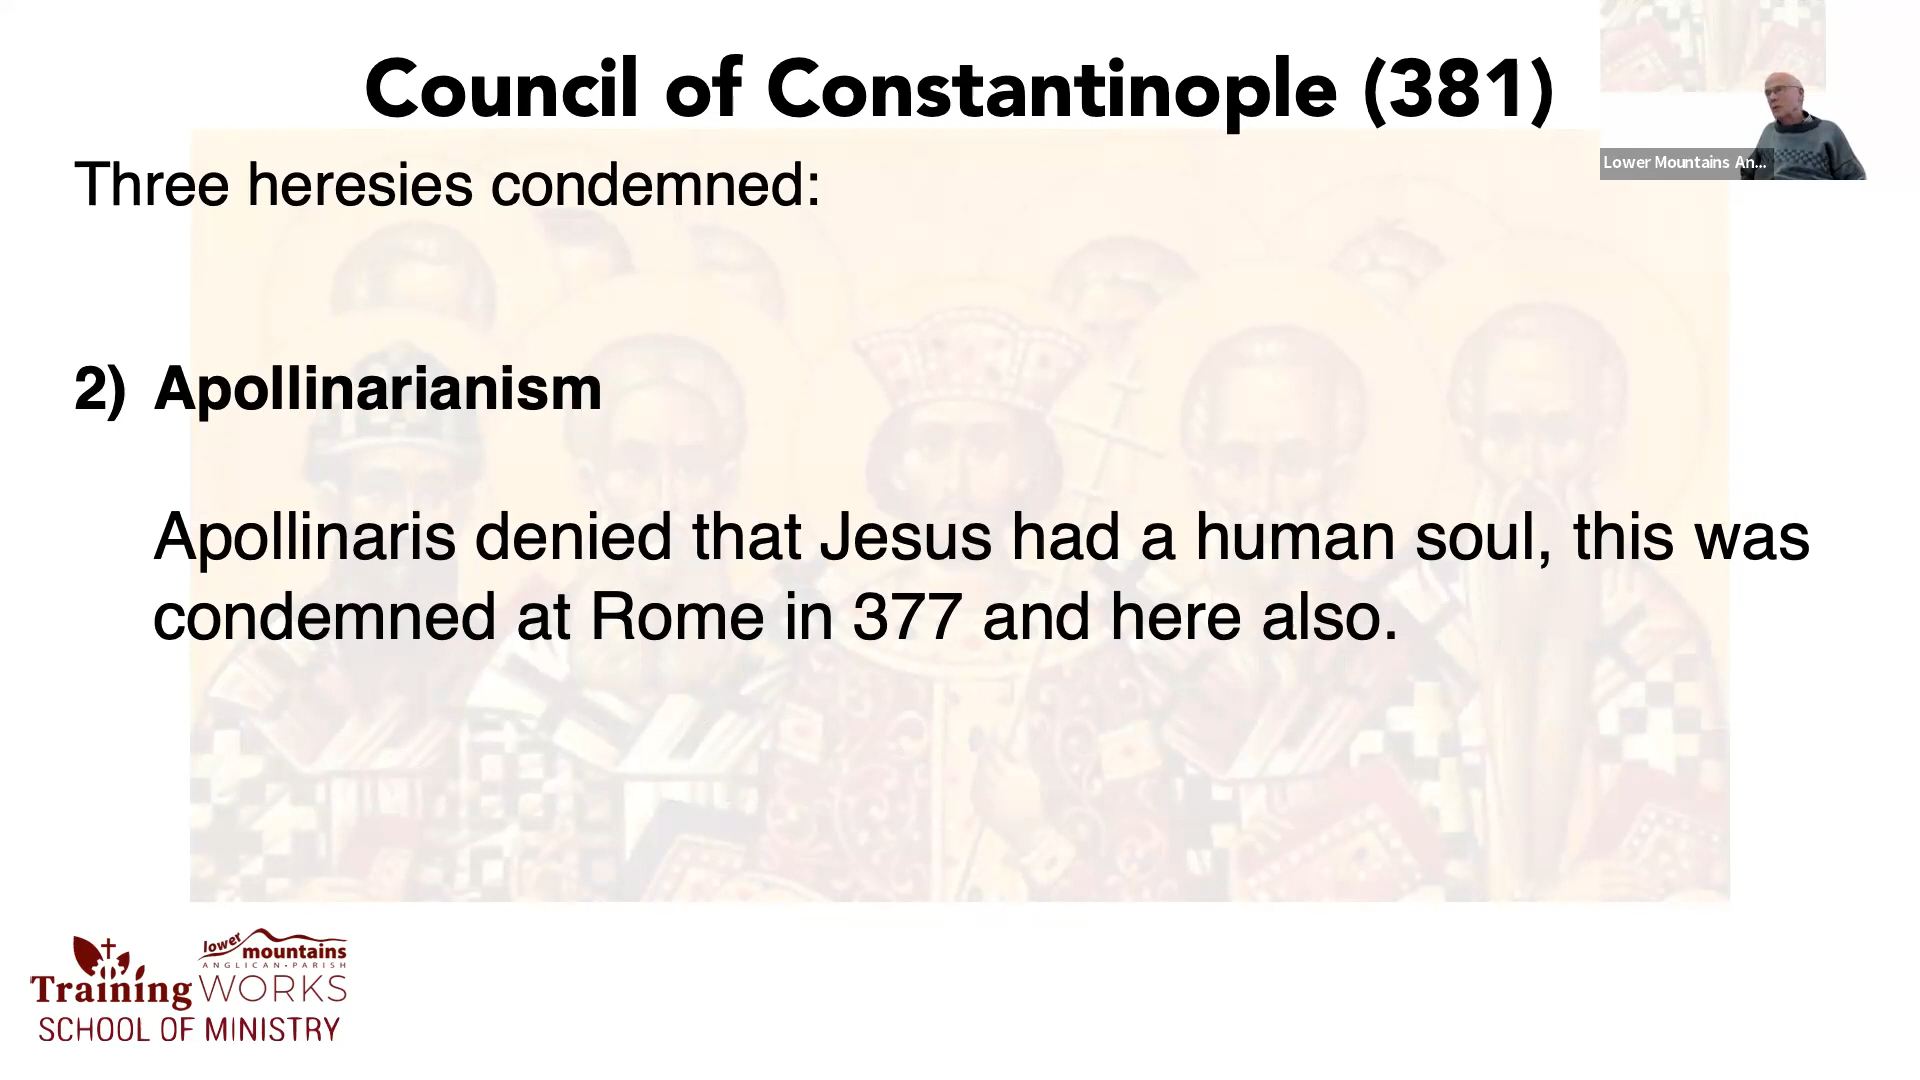 Council of Constantinople (381)
Lower Mountains An...
Three heresies condemned:
2) Apollinarianism
Apollinaris denied that Jesus had a human soul, this was
condemned at Rome in 377 and here also.
lower
mountains
ANGLICAN•PARISH
Training WORKS
SCHOOL OF MINISTRY